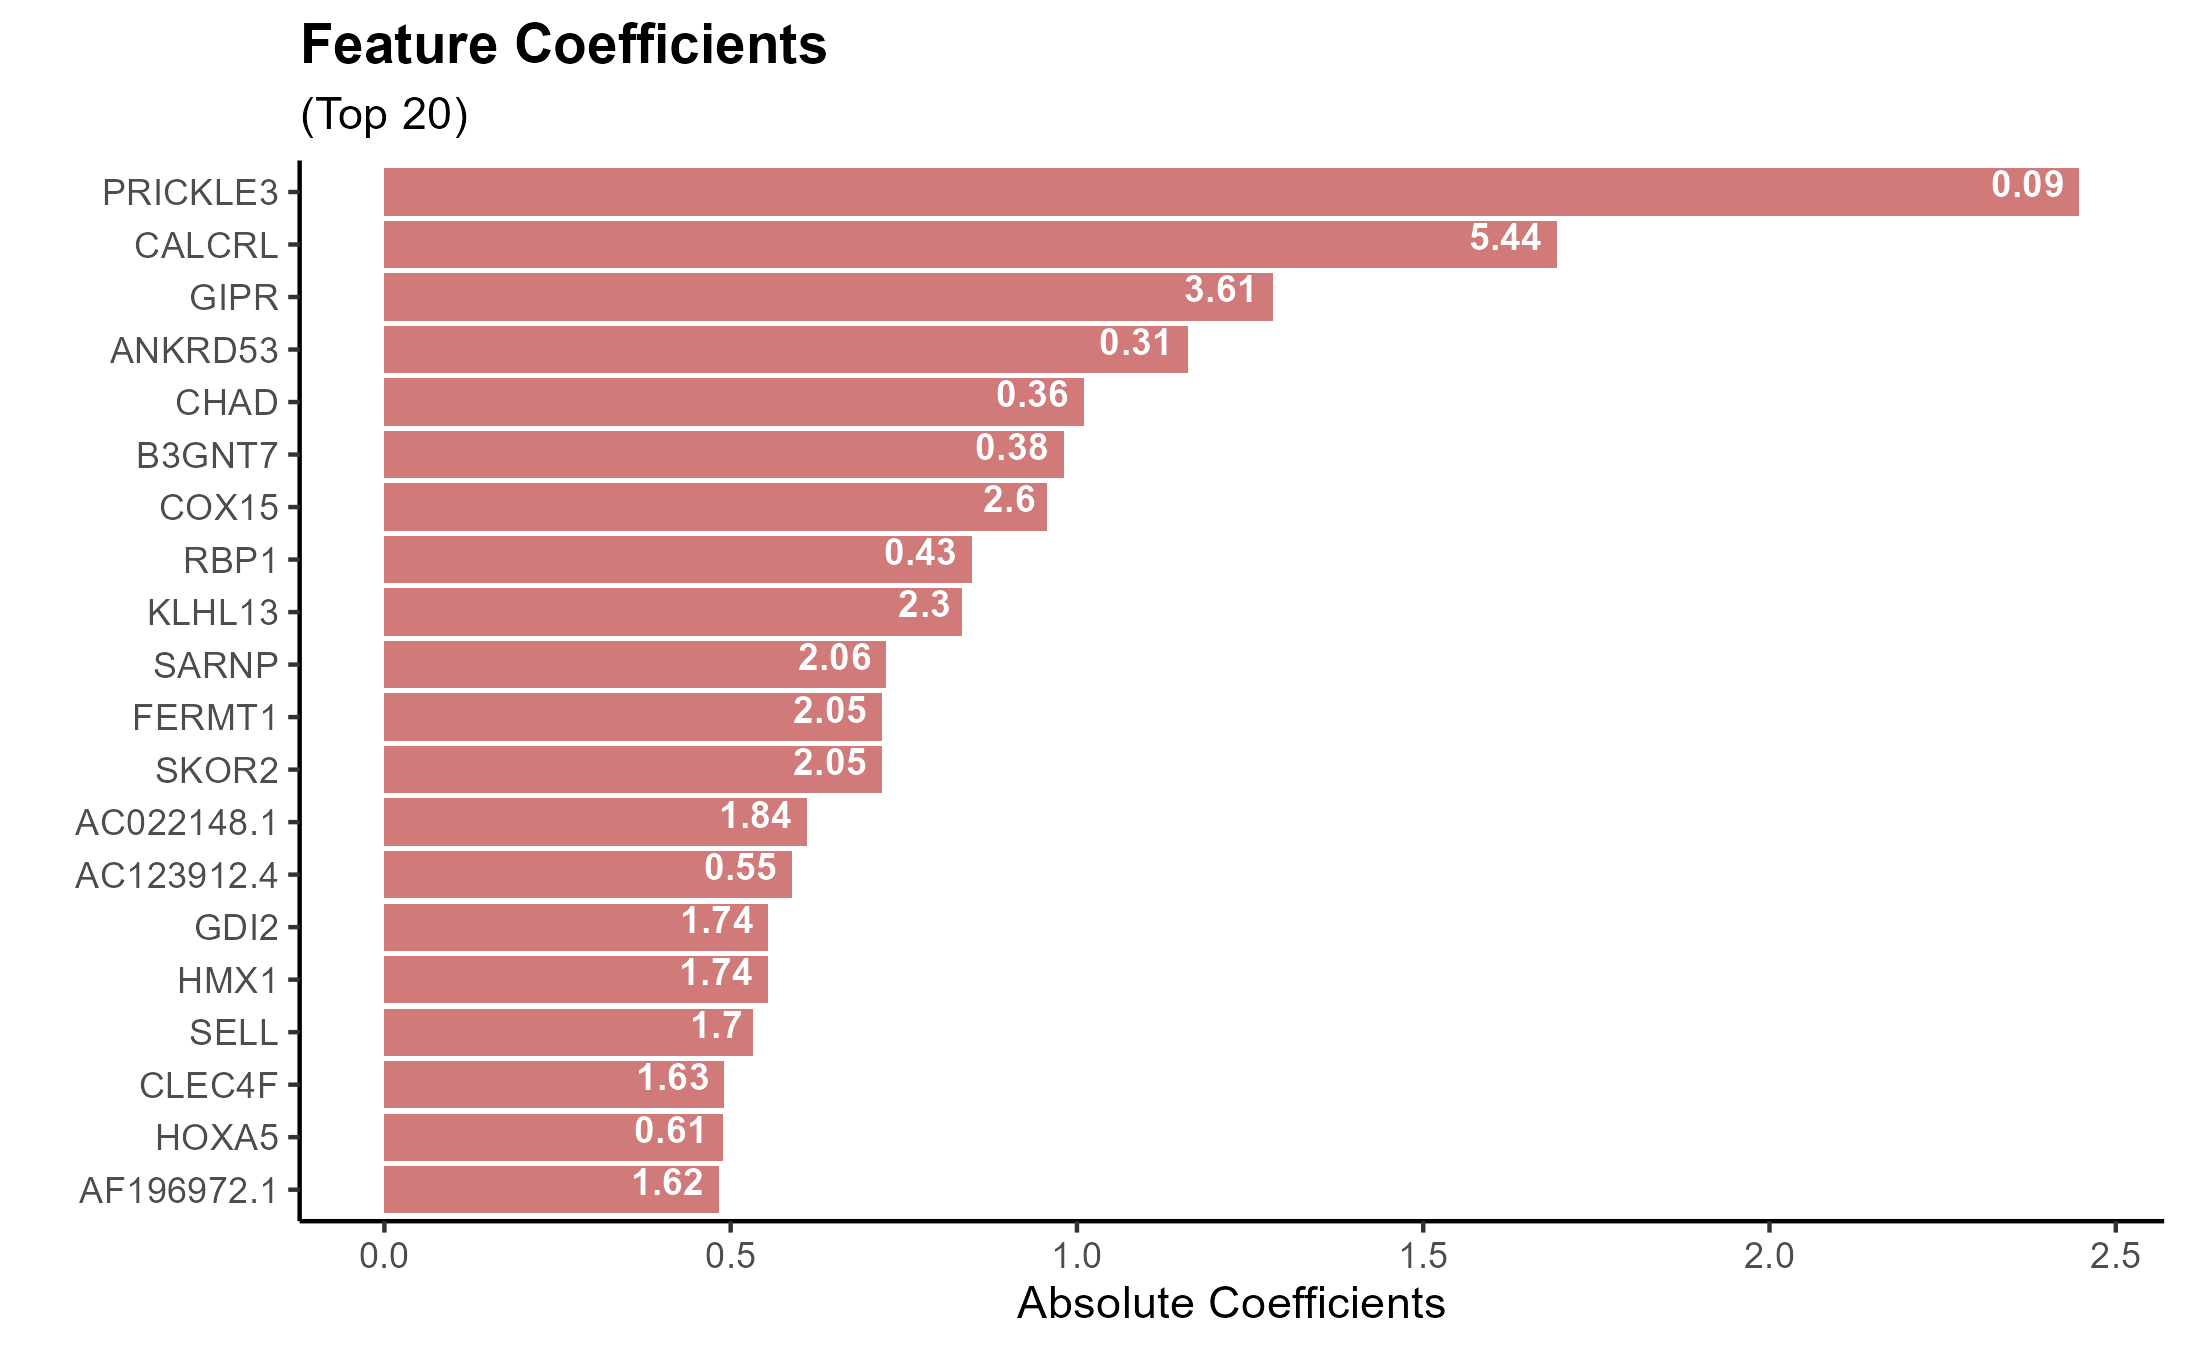 Feature Coefficients
(Top 20)
PRICKLE3 0.09
CALCRL 5.44
GIPR 3.61
ANKRD53 0.31
CHAD 0.36
B3GNT7 0.38
COX15 2.6
RBP1 0.43
KLHL13 2.3
SARNP 2.06
FERMT1 2.05
SKOR2 2.05
AC022148.1 1.84
AC123912.4 0.55
GDI2 1.74
HMX1 1.74
SELL 1.7
CLEC4F 1.63
HOXA5 0.61
AF196972.1 1.62
0.0 0.5 1.0 1.5 2.0 2.5
Absolute Coefficients